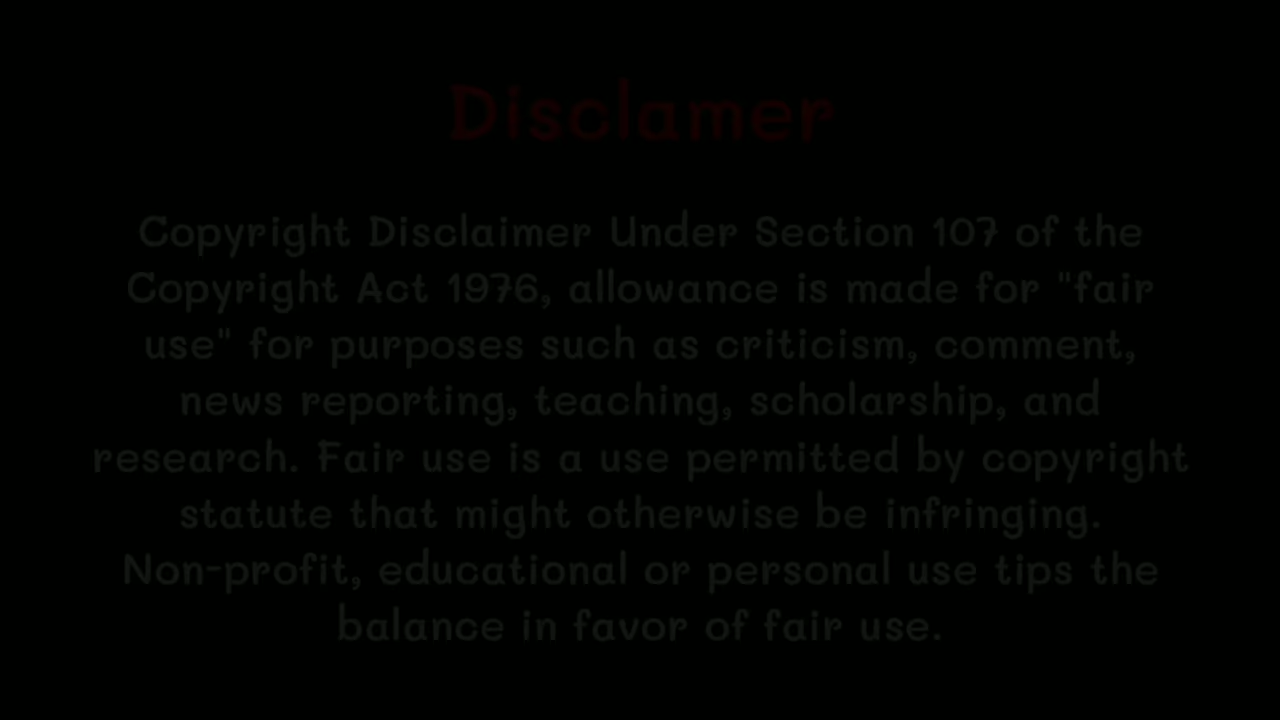 Disclamer
Copyright Disclaimer Under Section 107 of the
Copyright Act 1976, allowance is made for "fair
use" for purposes such as criticism, comment,
news reporting, teaching, scholarship, and
research. Fair use is a use permitted by copyright
statute that might otherwise be infringing.
Non-profit, educational or personal use tips the
balance in favor of fair use.